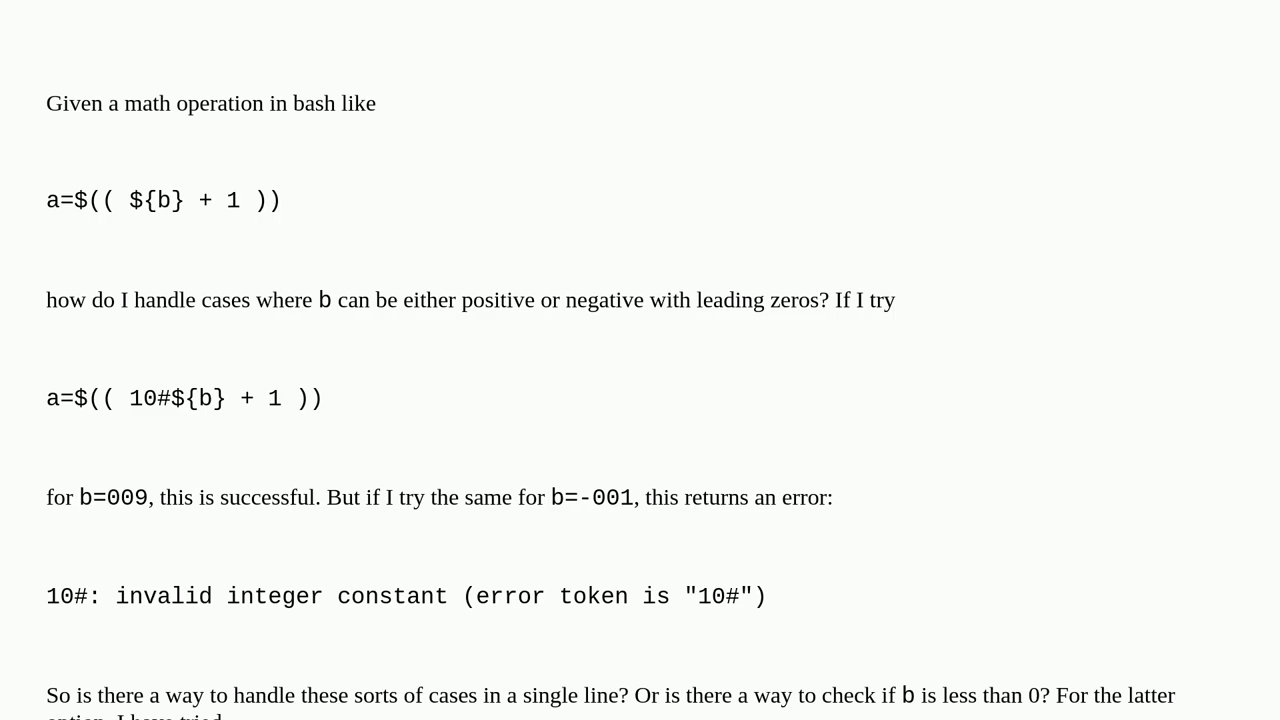 Given a math operation in bash like
a=$(( ${b} + 1 ))
how do I handle cases where b can be either positive or negative with leading zeros? If I try
a=$(( 10#${b} + 1 ))
for b=009, this is successful. But if I try the same for b=-001, this returns an error:
10#: invalid integer constant (error token is "10#")
So is there a way to handle these sorts of cases in a single line? Or is there a way to check if b is less than 0? For the latter
option, I have tried